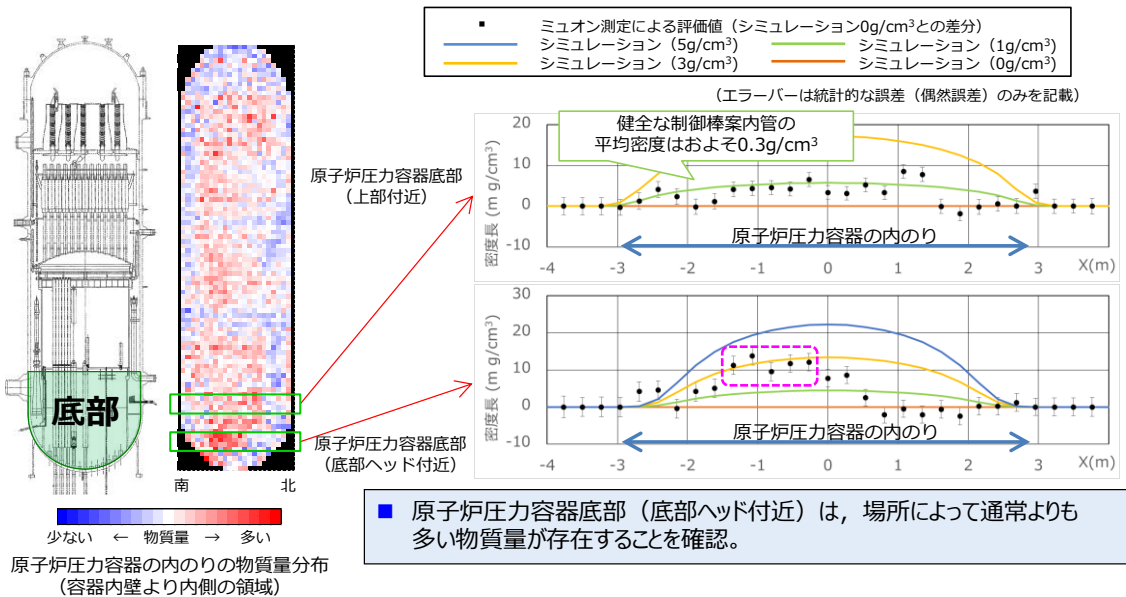 ミュオン測定による評価値（シミュレーション0g/cm³との差分）
シミュレーション（5g/cm³）
シミュレーション（1g/cm³）
シミュレーション（3g/cm³）
シミュレーション（0g/cm³）
（エラーバーは統計的な誤差（偶然誤差）のみを記載）
健全な制御棒案内管の
平均密度はおよそ0.3g/cm³
密度長 (m g/cm³)
20
10
0
-10
原子炉圧力容器の内のり
-4
-3
-2
-1
0
1
2
3
X(m)
密度長 (m g/cm³)
30
20
10
0
-10
原子炉圧力容器の内のり
-4
-3
-2
-1
0
1
2
3
X(m)
原子炉圧力容器底部
（上部付近）
原子炉圧力容器底部
（底部ヘッド付近）
底部
南
北
少ない ← 物質量 → 多い
原子炉圧力容器の内のりの物質量分布
（容器内壁より内側の領域）
■ 原子炉圧力容器底部（底部ヘッド付近）は，場所によって通常よりも
多い物質量が存在することを確認。